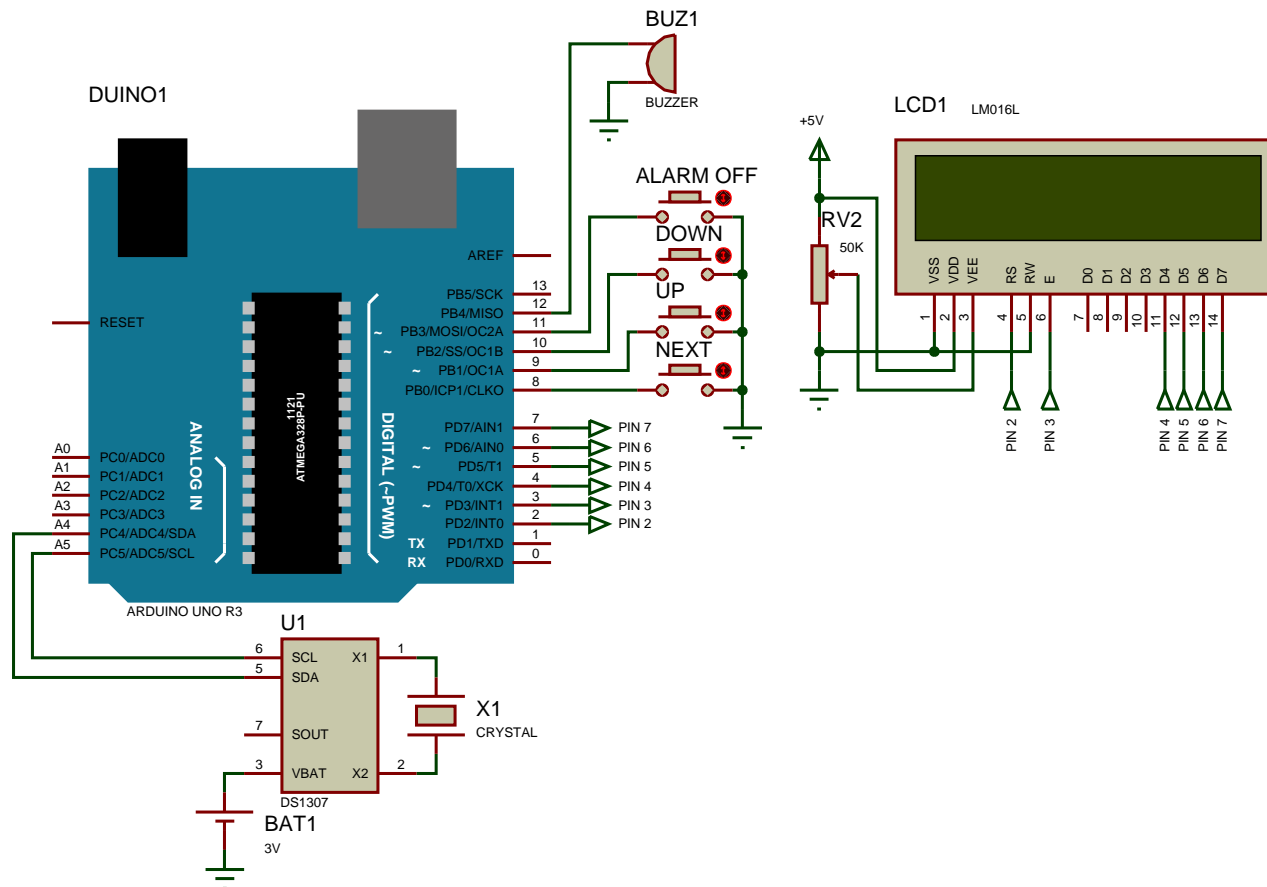 BUZ1
BUZZER
DUINO1
LCD1 LM016L
+5V
ALARM OFF
DOWN
UP
NEXT
RV2
50K
VSS VDD VEE RS RW E D0 D1 D2 D3 D4 D5 D6 D7
1 2 3 4 5 6 7 8 9 10 11 12 13 14
PIN 2 PIN 3 PIN 4 PIN 5 PIN 6 PIN 7
AREF
PB5/SCK 13
PB4/MISO 12
~ PB3/MOSI/OC2A 11
~ PB2/SS/OC1B 10
~ PB1/OC1A 9
PB0/ICP1/CLKO 8
PD7/AIN1 7 PIN 7
~ PD6/AIN0 6 PIN 6
~ PD5/T1 5 PIN 5
PD4/T0/XCK 4 PIN 4
~ PD3/INT1 3 PIN 3
PD2/INT0 2 PIN 2
TX PD1/TXD 1
RX PD0/RXD 0
RESET
1121
ATMEGA328P-PU
DIGITAL (~PWM)
ANALOG IN
A0 PC0/ADC0
A1 PC1/ADC1
A2 PC2/ADC2
A3 PC3/ADC3
A4 PC4/ADC4/SDA
A5 PC5/ADC5/SCL
ARDUINO UNO R3
U1
6 SCL X1 1
5 SDA
7 SOUT
3 VBAT X2 2
DS1307
X1
CRYSTAL
BAT1
3V